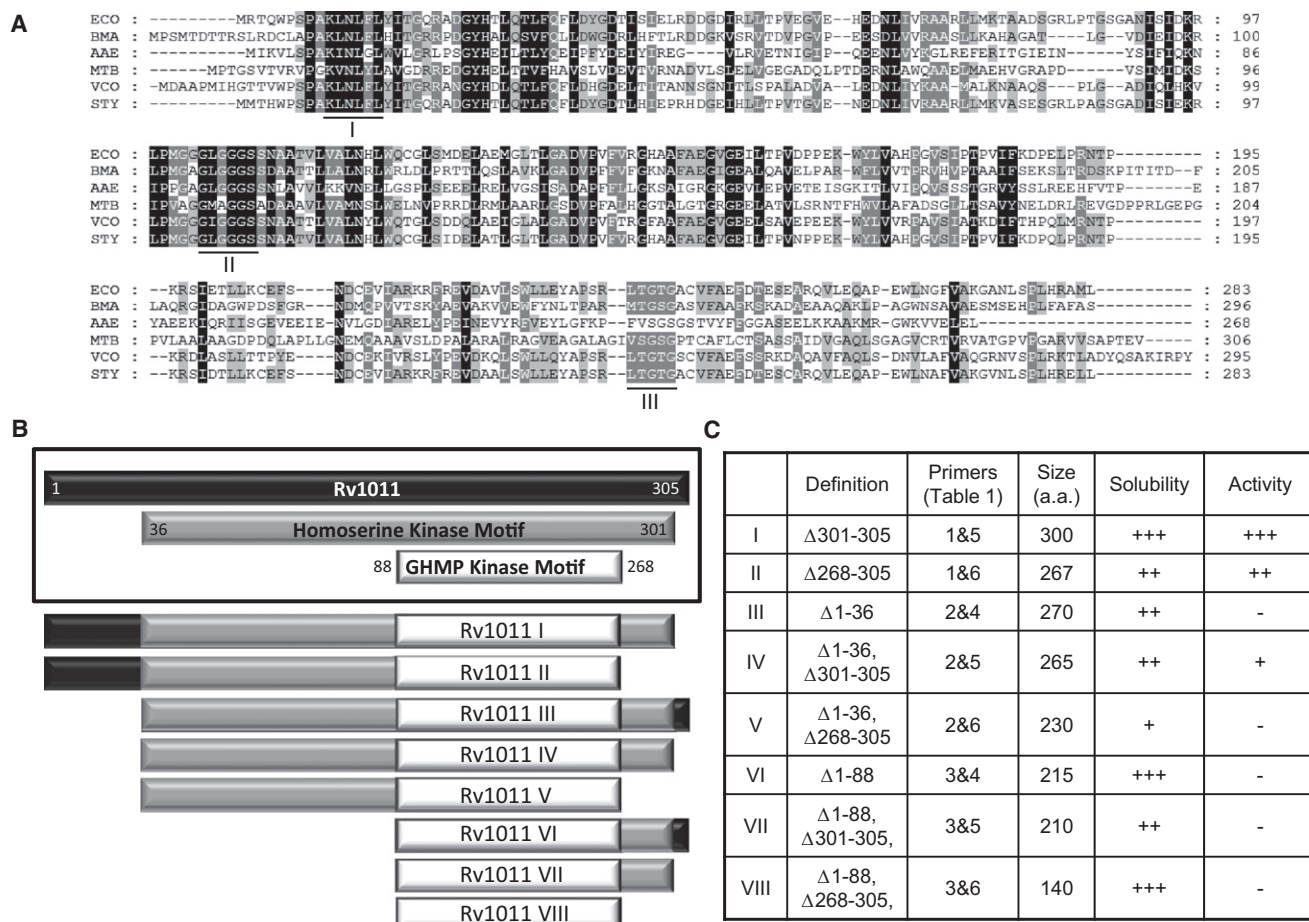 A
ECO : ---------MRTQWPSPAKLNLFLYITGQRADGYHTLQTLFQFLDYGDTISIELRDDGDIRLLTPVEGVE--HEDNLIVRAARLLMKTAADSGRLPTGSGANISIDKR : 97
BMA : MPSMTDTTRSLRDCLAPAKLNLFLHITGRRPDGYHALQSVFQLLDWGDRLHFTLRDDGKVSRVTDVPGVP--EESDLVVRAASLLKAHAGAT----LG--VDIEIDKR : 100
AAE : -----------MIKVLSPAKINLGLWVLGRLPSGYHEILTLYQEIPFYDEIYIREG-----VLRVETNIGIP--QEENLVYKGLREFERITGIEIN------YSIFIQKN : 86
MTB : -------MPTGSVTVRVPGKVNLYLAVGDRREDGYHELTTVFHAVSLVDEVTVRNADVLSLELVGEGADQLPTDERNLAWQAAELMAEHVGRAPD------VSIMIDKS : 96
VCO : -MDAAPMIHGTTVWPSPAKLNLFLYITGRRANGYHDLQTLFQFLDHGDELTITANNSGNITLSPALADVA--LEDNLIYKAA-MALKNAAQSPLG-----ADIQLHKV : 99
STY : ---------MMTHWPSPAKLNLFLYITGQRADGYHTLQTLFQFLDYGDTLHIEPRHDGEIHLLTPVTGVE--NEDNLIVRAARLLMKVASESGRLPAGSGADISIEKR : 97
I
ECO : LPMGGGLGGGSSNAATVLVALNHLWQCGLSMDELAEMGLTLGADVPVFVRGHAAFAEGVGEILTPVDPPEK-WYLVAHPGVSIPTPVIFKDPELPRNTP---------- : 195
BMA : LPMGAGLGGGSSDAATTLLALNRLWRLDLPRTTLQSLAVKLGADVPFFVFGKNAFAEGIGEALQAVELPAR-WFLVVTPRVHVPTAAIFSEKSLTRDSKPITITD--F : 205
AAE : IPPGAGLGGGSSNLAVVLKKVNELLGSPLSEEELRELVGSISADAPFFLLGKSAIGRGKGEVLEPVETEISGKITLVIPQVSSSTGRVYSSLREEHFVTP------E : 187
MTB : IPVAGGMAGGSADAAAVLVAMNSLWELNVPRRDLRMLAARLGSDVPFALHGGTALGTGRGEELATVLSRNTFHWVLAFADSGLLTSAVYNELDRLREVGDPPRLGEPG : 204
VCO : LPMGGGIGGGSSNAATTLVALNYLWQTGLSDDQLAEIGLALGADVPVFTRGFAAFAEGVGEELSAVEPEEK-WYLVVRPAVSIATKDIFTHPQLMRNTP---------- : 197
STY : LPMGGGLGGGSSNAATVLVALNHLWQCGLSIDELATLGLTLGADVPVFVRGHAAFAEGVGEILTPVNPPEK-WYLVAHPGVSIPTPVIFKDPQLPRNTP---------- : 195
II
ECO : --KRSIETLLKCEFS----NDCEVIARKRFREVDAVLSWLLEYAPSR--LTGTGACVFAEFDTESEARQVLEQAP-EWLNGFVAKGANLSPLHRAML------------ : 283
BMA : LAQRGIDAGWPDSFGR----NDMQPVVTSKYAEVAKVVEWFYNLTPAR--MTGSGASVFAAFKSKADAEAAQAKLP-AGWNSAVAESMSEHPLFAFAS----------- : 296
AAE : YAEEKIQRIISGEVEEIE-NVLGDIARELYPEINEVYRFVEYLGFKP--FVSGSGSTVYFFGGASEELKKAAKMR-GWKVVELEL------------------------ : 268
MTB : PVLAALAAGDPDQLAPLLGNEMQAAAVSLDPALARALRAGVEAGALAGIVSGSGPTCAFLCTSASSAIDVGAQLSGAGVCRTVRVATGPVPGARVVSAPTEV------- : 306
VCO : --KRDLASLLTTPYE----NDCEKIVRSLYPEVDKQLSWLLQYAPSR--LTGTGSCVFAEFSSRKDAQAVFAQLS-DNVLAFVAQGRNVSPLRKTLADYQSAKIRPY : 295
STY : --KRSIDTLLKCEFS----NDCEVIARKRFREVDAALSWLLEYAPSR--LTGTGACVFAEFDTESCARQVLEQAP-EWLNAFVAKGVNLSPLHRELL------------ : 283
III
B
1 Rv1011 305
36 Homoserine Kinase Motif 301
88 GHMP Kinase Motif 268
Rv1011 I
Rv1011 II
Rv1011 III
Rv1011 IV
Rv1011 V
Rv1011 VI
Rv1011 VII
Rv1011 VIII
C
Definition Primers (Table 1) Size (a.a.) Solubility Activity
I Δ301-305 1&5 300 +++ +++
II Δ268-305 1&6 267 ++ ++
III Δ1-36 2&4 270 ++ -
IV Δ1-36, Δ301-305 2&5 265 ++ +
V Δ1-36, Δ268-305 2&6 230 + -
VI Δ1-88 3&4 215 +++ -
VII Δ1-88, Δ301-305, 3&5 210 ++ -
VIII Δ1-88, Δ268-305, 3&6 140 +++ -